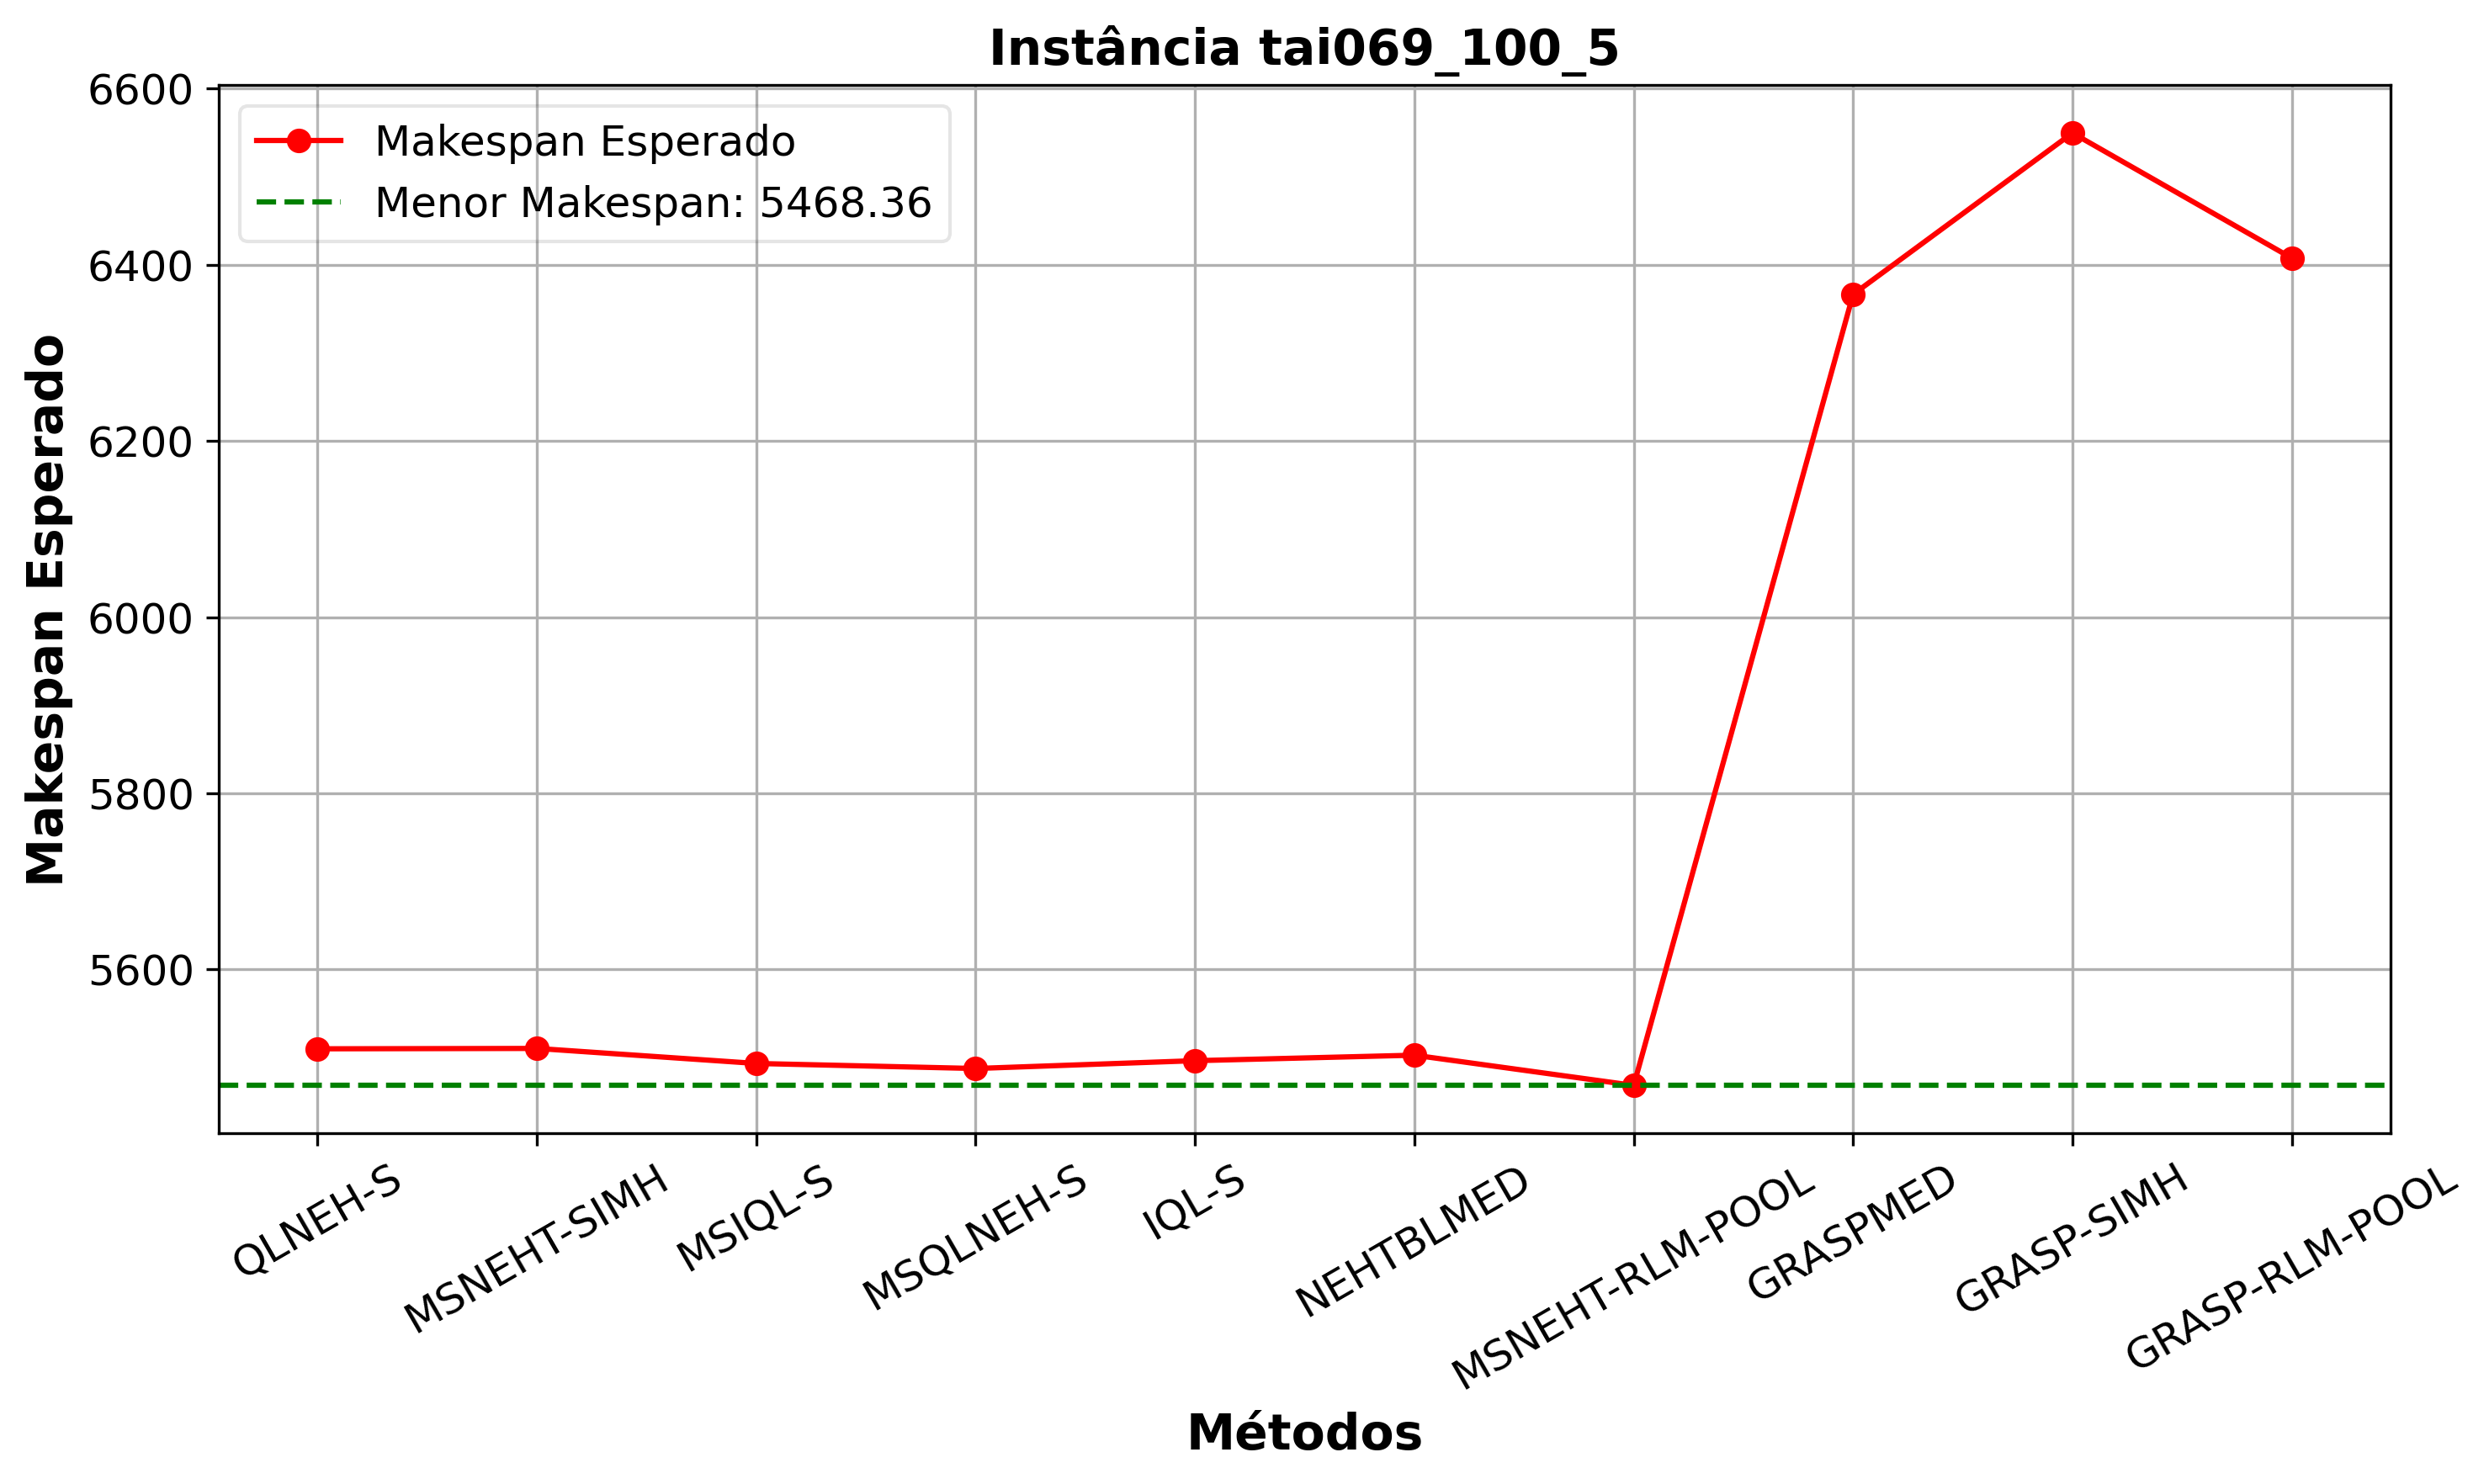 Instância tai069_100_5
Makespan Esperado
Menor Makespan: 5468.36
Makespan Esperado
6600
6400
6200
6000
5800
5600
QLNEH-S
MSNEHT-SIMH
MSIQL-S
MSQLNEH-S
IQL-S
NEHTBLMED
MSNEHT-RLM-POOL
GRASPMED
GRASP-SIMH
GRASP-RLM-POOL
Métodos